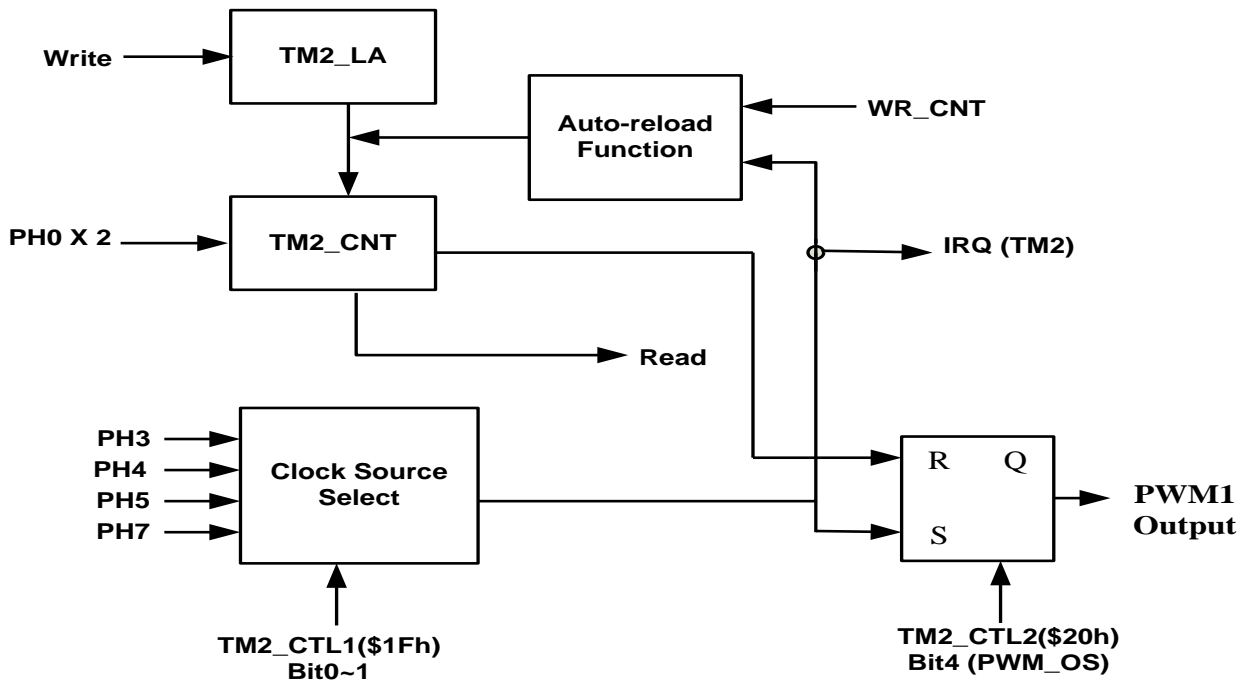 Write
TM2_LA
Auto-reload
Function
WR_CNT
PH0 X 2
TM2_CNT
IRQ (TM2)
Read
PH3
PH4
PH5
PH7
Clock Source
Select
R Q
S
PWM1
Output
TM2_CTL1($1Fh)
Bit0~1
TM2_CTL2($20h)
Bit4 (PWM_OS)